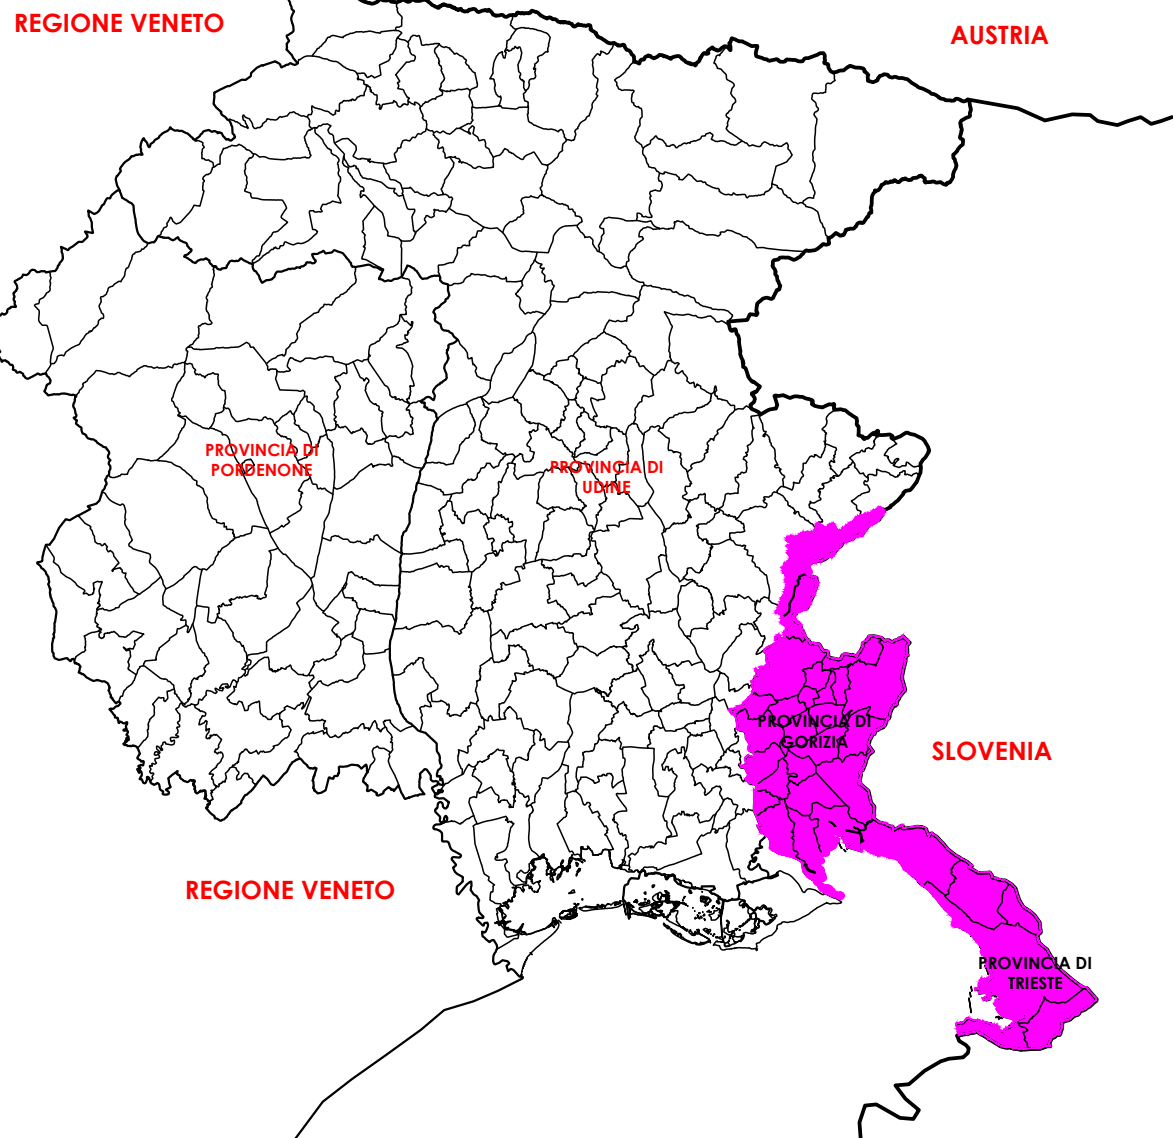 REGIONE VENETO
AUSTRIA
PROVINCIA DI
PORDENONE
PROVINCIA DI
UDINE
PROVINCIA DI
GORIZIA
SLOVENIA
REGIONE VENETO
PROVINCIA DI
TRIESTE